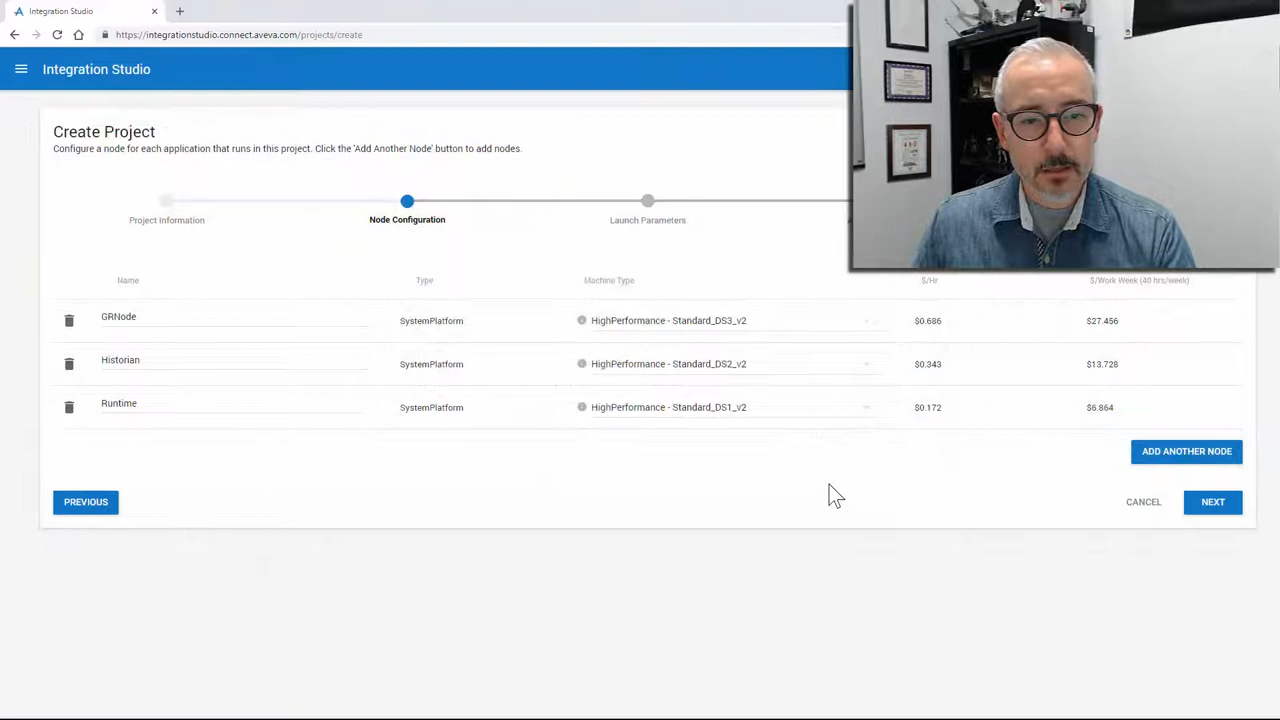 Integration Studio
https://integrationstudio.connect.aveva.com/projects/create
Integration Studio
Create Project
Configure a node for each application that runs in this project. Click the 'Add Another Node' button to add nodes.
Project Information
Node Configuration
Launch Parameters
Name Type Machine Type $/Hr $/Work Week (40 hrs/week)
GRNode SystemPlatform HighPerformance - Standard_DS3_v2 $0.686 $27.456
Historian SystemPlatform HighPerformance - Standard_DS2_v2 $0.343 $13.728
Runtime SystemPlatform HighPerformance - Standard_DS1_v2 $0.172 $6.864
ADD ANOTHER NODE
PREVIOUS CANCEL NEXT